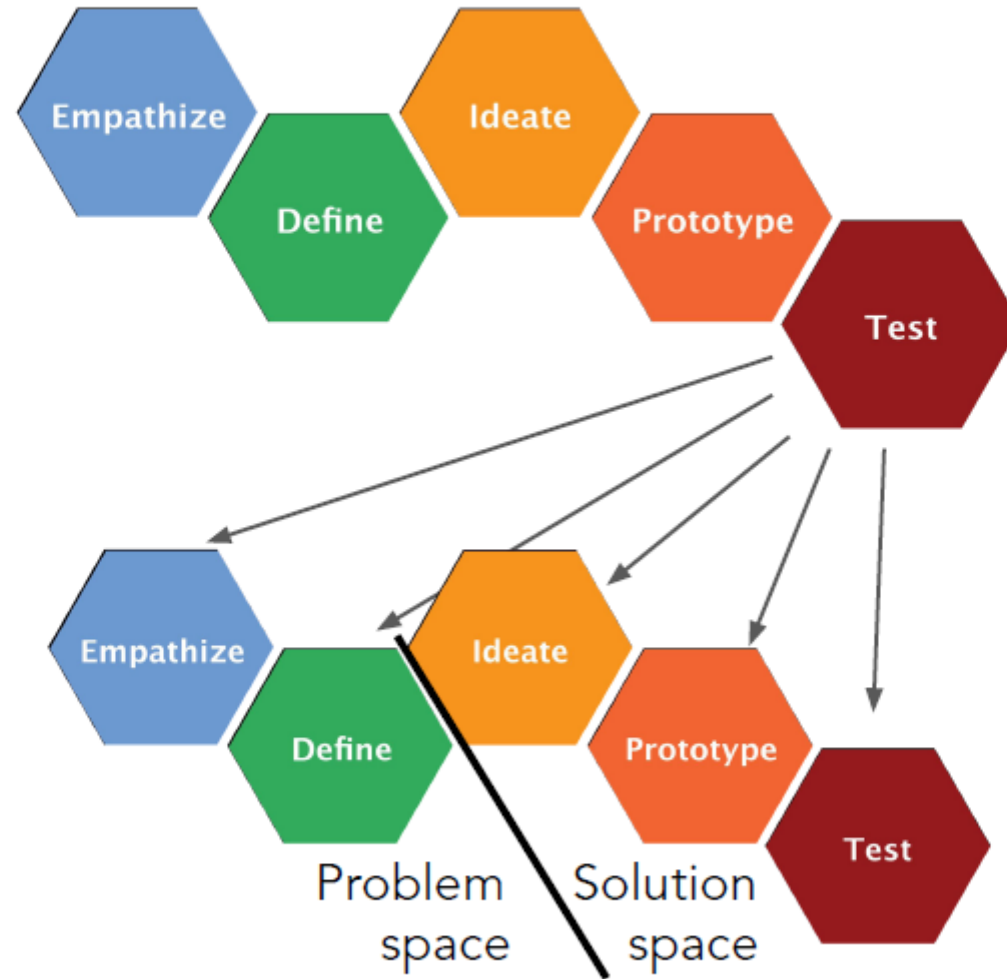 Empathize
Define
Ideate
Prototype
Test
Empathize
Define
Ideate
Prototype
Test
Problem
space
Solution
space